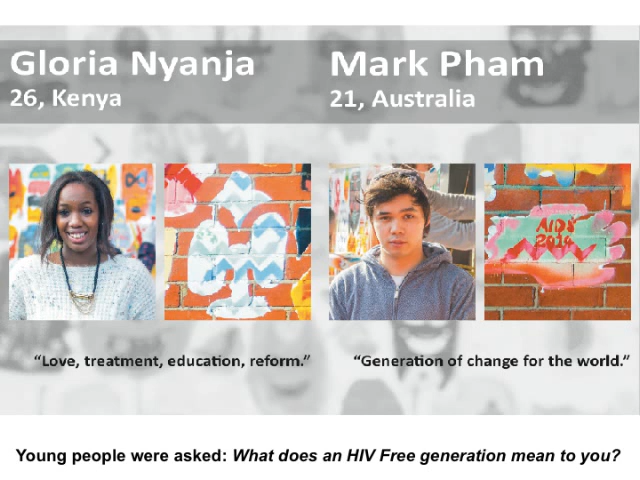 Gloria Nyanja
26, Kenya
Mark Pham
21, Australia
AIDS
2014
“Love, treatment, education, reform.”
“Generation of change for the world.”
Young people were asked: What does an HIV Free generation mean to you?